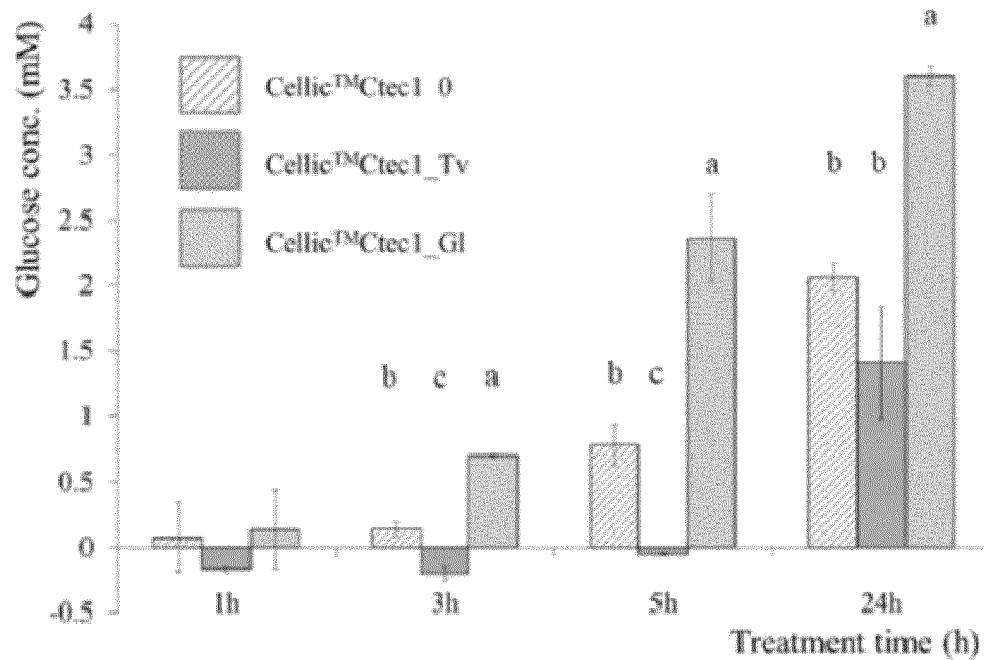 Glucose conc. (mM)
4
3.5
3
2.5
2
1.5
1
0.5
0
-0.5
Cellic™Ctec1_0
Cellic™Ctec1_Tv
Cellic™Ctec1_Gl
b c a
b c a
b b a
1h 3h 5h 24h
Treatment time (h)